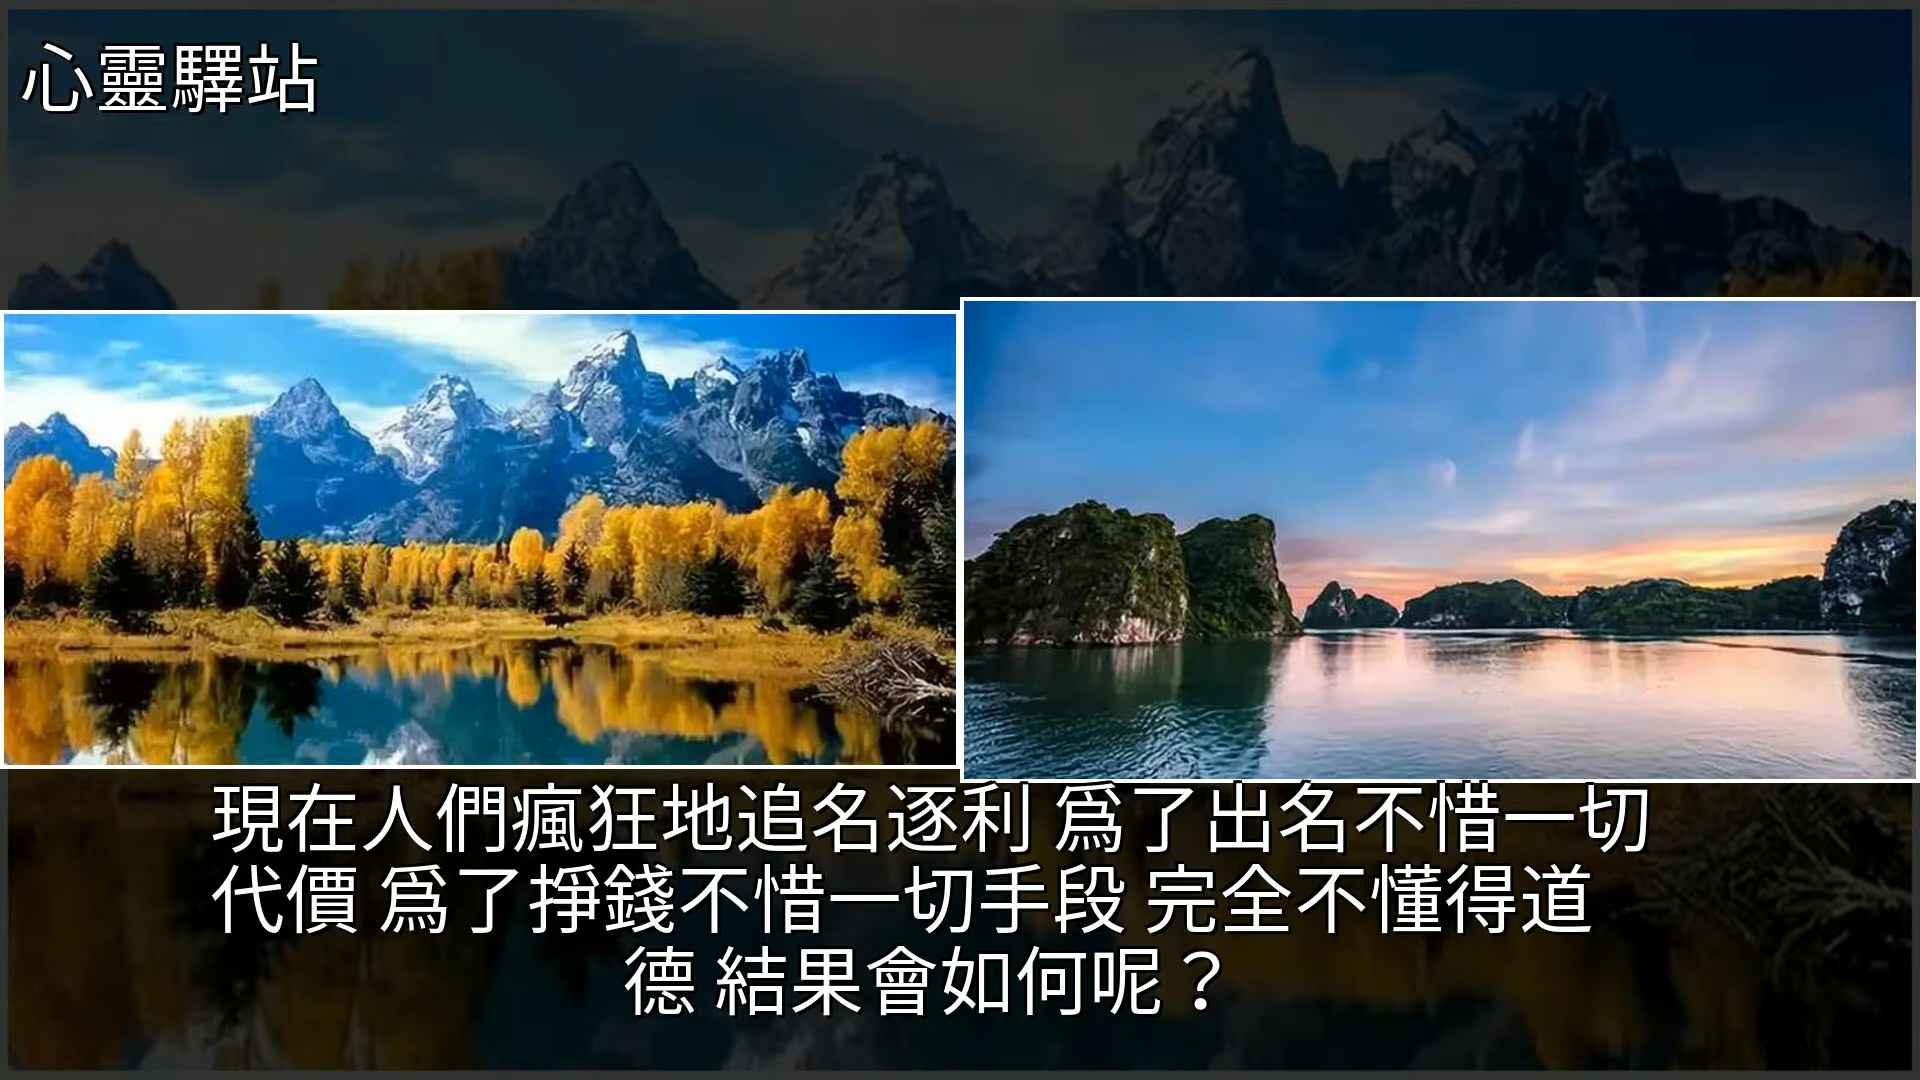 心靈驛站
現在人們瘋狂地追名逐利 爲了出名不惜一切
代價 爲了掙錢不惜一切手段 完全不懂得道
德 結果會如何呢？